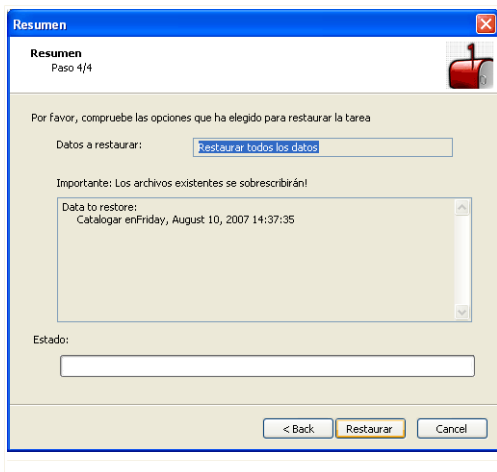 Resumen
Resumen
Paso 4/4
Por favor, compruebe las opciones que ha elegido para restaurar la tarea
Datos a restaurar: Restaurar todos los datos
Importante: Los archivos existentes se sobrescribirán!
Data to restore:
Catalogar enFriday, August 10, 2007 14:37:35
Estado:
< Back Restaurar Cancel